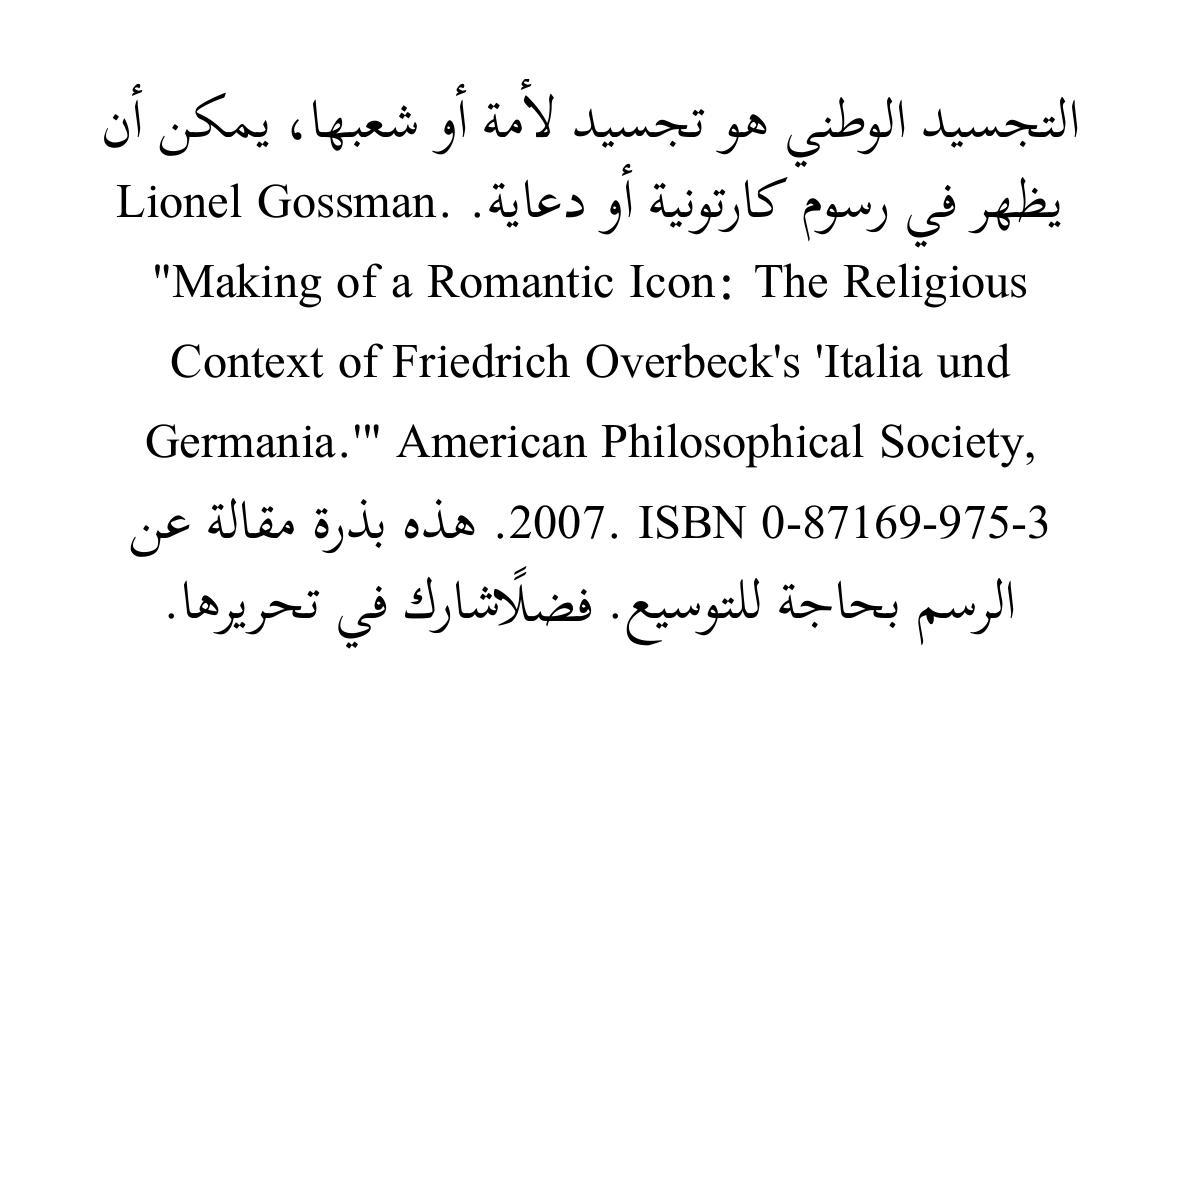 التجسيد الوطني هو تجسيد لأمة أو شعبها، يمكن أن
يظهر في رسوم كارتونية أو دعاية. Lionel Gossman.
"Making of a Romantic Icon: The Religious
Context of Friedrich Overbeck's 'Italia und
Germania.'" American Philosophical Society,
2007. ISBN 0-87169-975-3. هذه بذرة مقالة عن
الرسم بحاجة للتوسيع. فضلًاشارك في تحريرها.